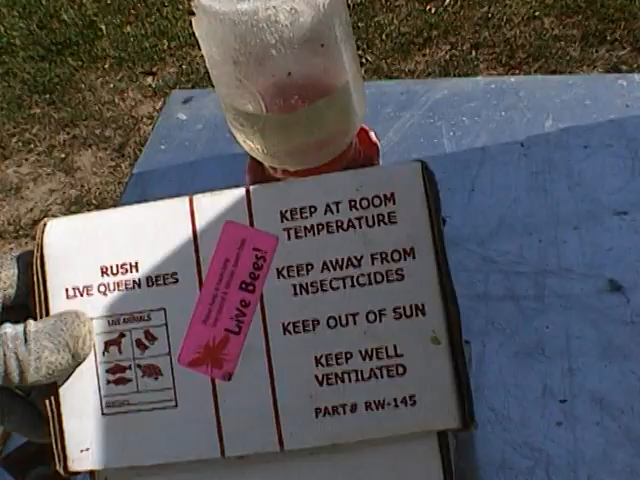 RUSH
LIVE QUEEN BEES
LIVE ANIMALS
Live Bees!
KEEP AT ROOM
TEMPERATURE
KEEP AWAY FROM
INSECTICIDES
KEEP OUT OF SUN
KEEP WELL
VENTILATED
PART# RW-145